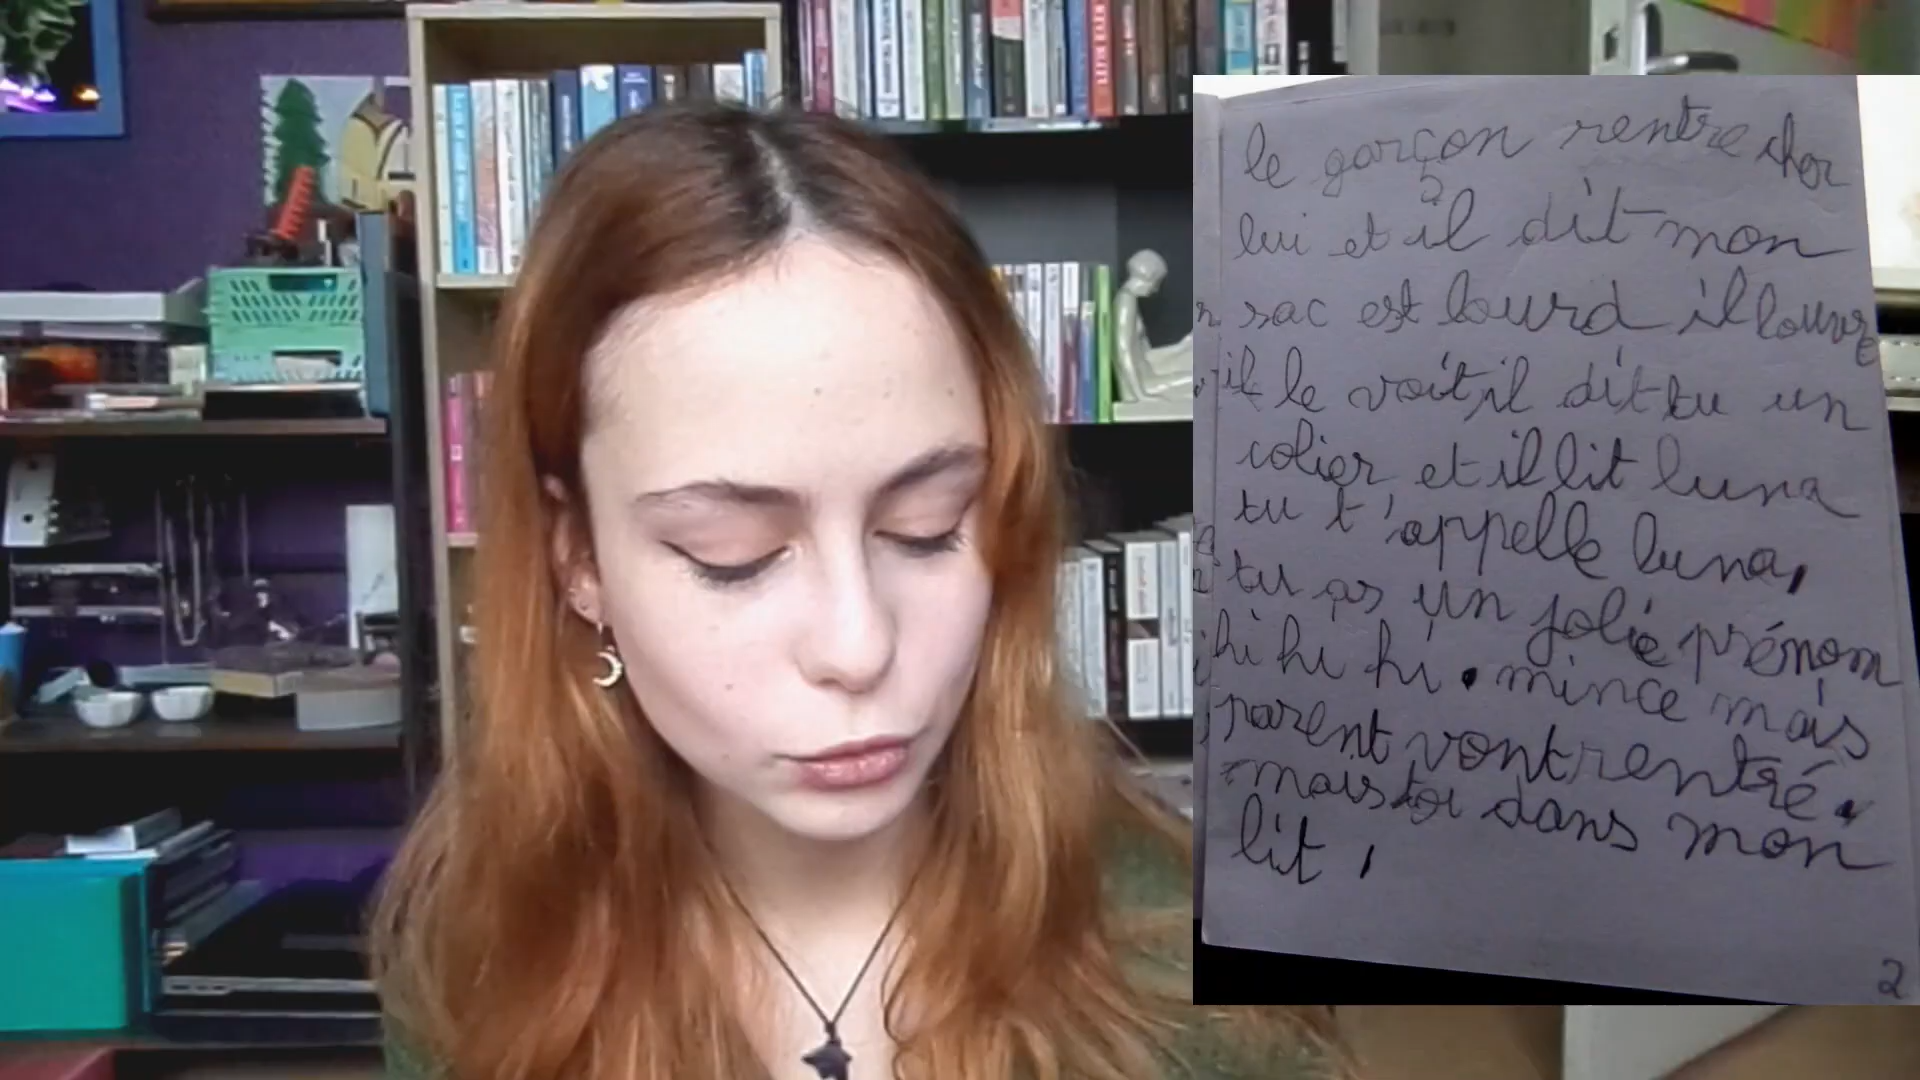 le garçon rentre cher
lui et il dit mon
sac est lourd il louvre
il le voit il dit tu un
colier et il lit luna
tu t'appelle luna,
tu as un jolie prénom
hi hi hi. mince mais
parent vont rentré.
mais toi dans mon
lit,
2